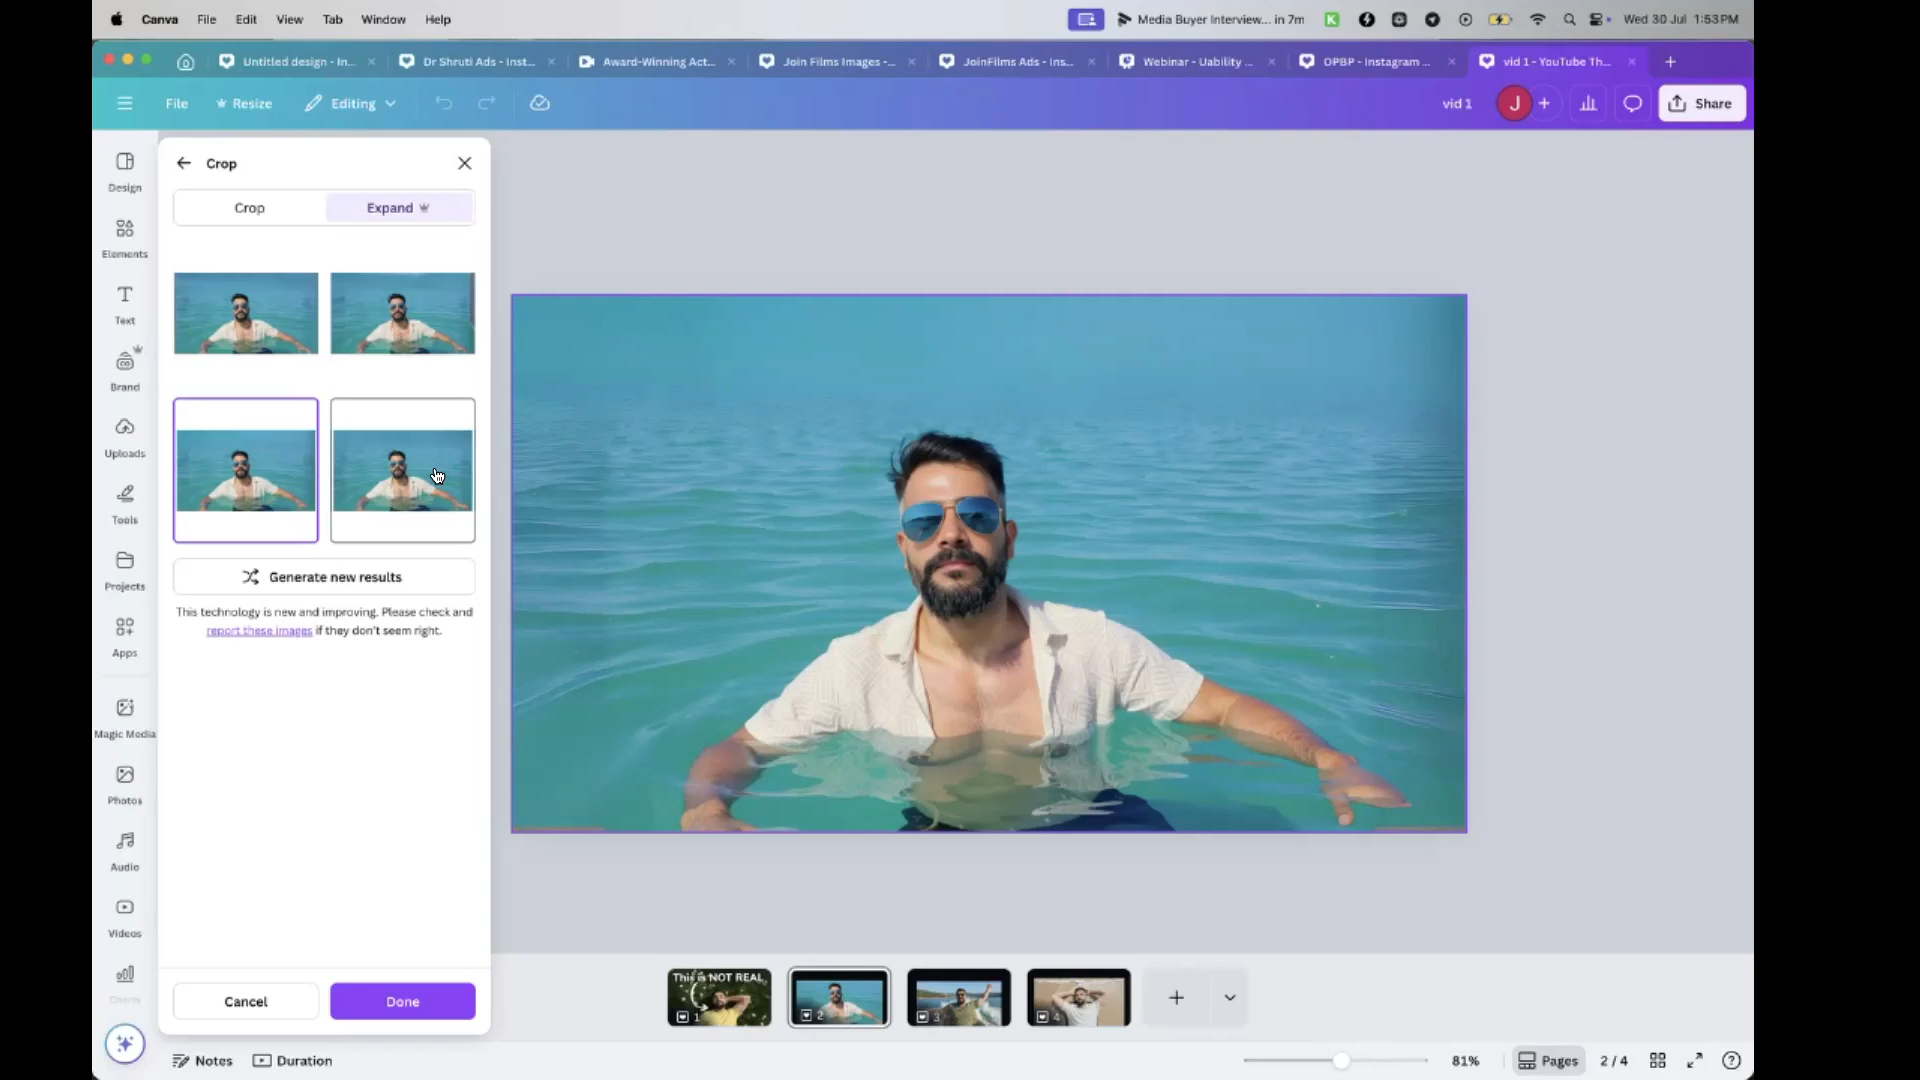 Canva File Edit View Tab Window Help
Media Buyer Interview... in 7m
Wed 30 Jul 1:53 PM
Untitled design - In...
Dr Shruti Ads - Inst...
Award-Winning Act...
Join Films Images -...
JoinFilms Ads - Ins...
Webinar - Uability ...
OPBP - Instagram ...
vid 1 - YouTube Th...
File Resize Editing
vid 1
J
Share
Crop
Crop
Expand
Design
Elements
Text
Brand
Uploads
Tools
Projects
Apps
Magic Media
Photos
Audio
Videos
Charts
Generate new results
This technology is new and improving. Please check and
report these images if they don't seem right.
Cancel
Done
This is NOT REAL
1
2
3
4
Notes
Duration
81%
Pages
2 / 4